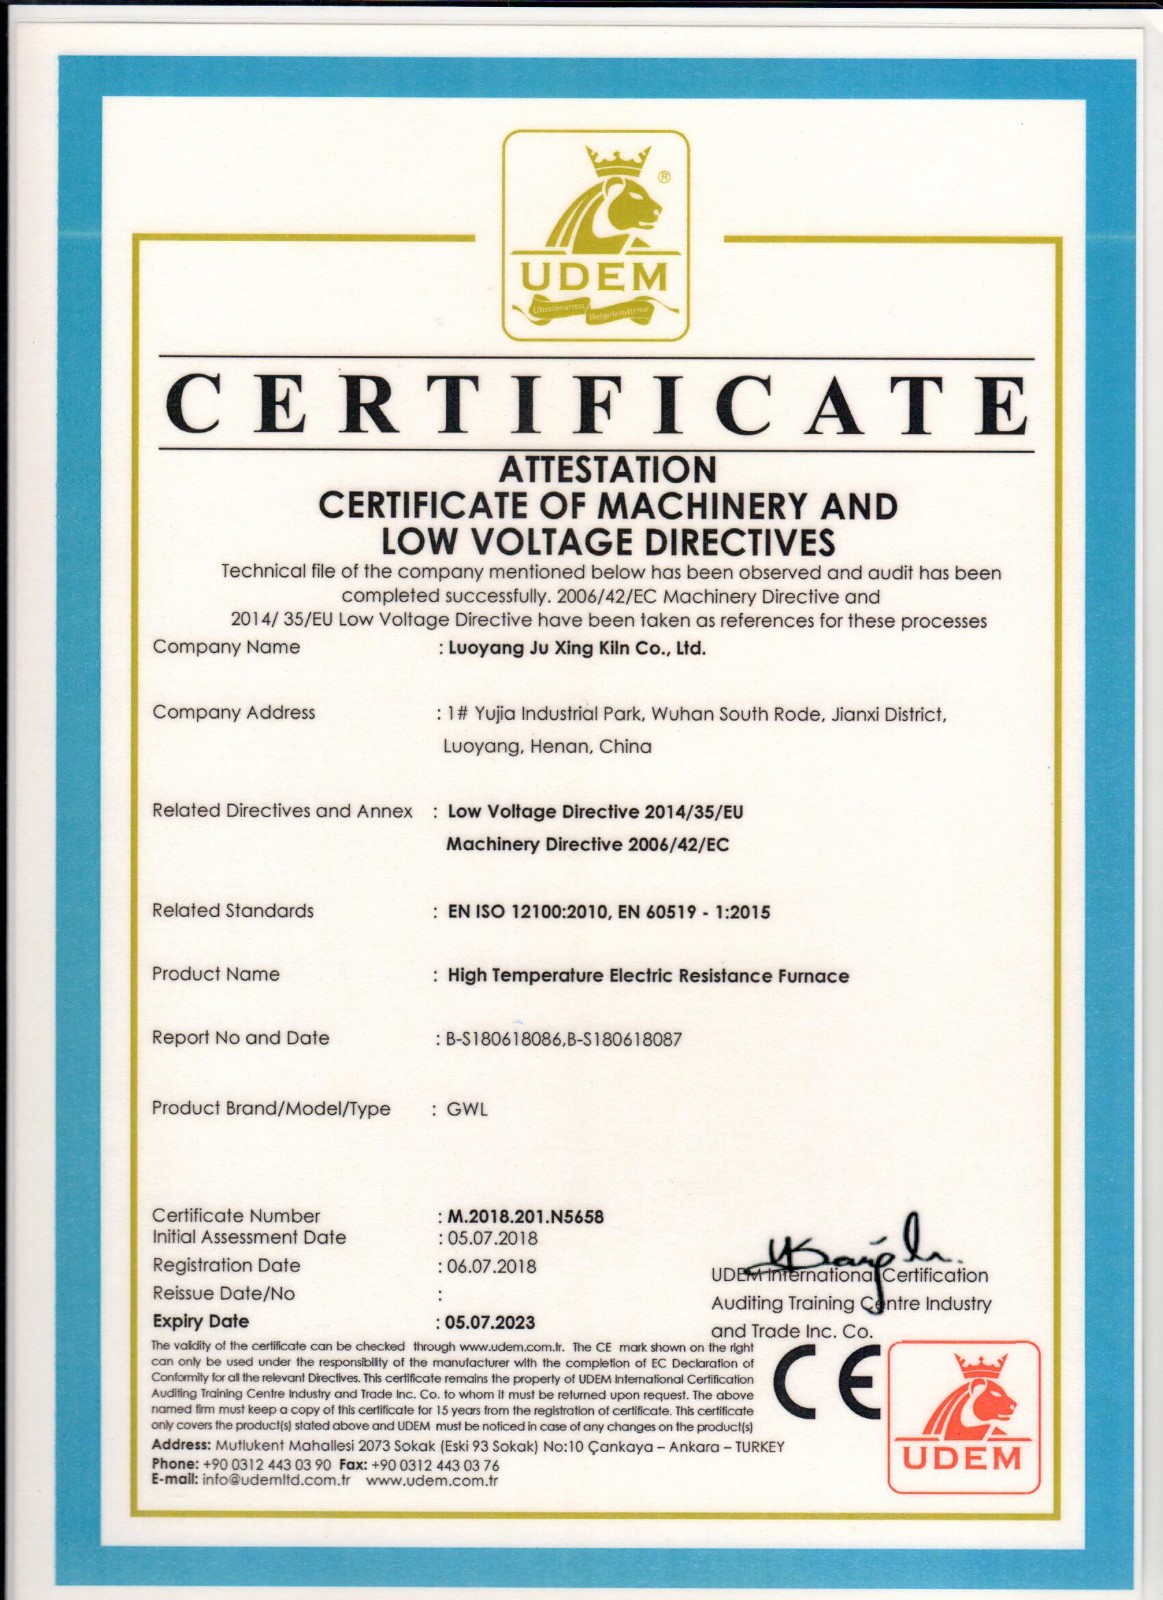 ®
UDEM
Uluslararası Belgelendirme
CERTIFICATE
ATTESTATION
CERTIFICATE OF MACHINERY AND
LOW VOLTAGE DIRECTIVES
Technical file of the company mentioned below has been observed and audit has been
completed successfully. 2006/42/EC Machinery Directive and
2014/ 35/EU Low Voltage Directive have been taken as references for these processes
Company Name : Luoyang Ju Xing Kiln Co., Ltd.
Company Address : 1# Yujia Industrial Park, Wuhan South Rode, Jianxi District,
Luoyang, Henan, China
Related Directives and Annex : Low Voltage Directive 2014/35/EU
Machinery Directive 2006/42/EC
Related Standards : EN ISO 12100:2010, EN 60519 - 1:2015
Product Name : High Temperature Electric Resistance Furnace
Report No and Date : B-S180618086,B-S180618087
Product Brand/Model/Type : GWL
Certificate Number : M.2018.201.N5658
Initial Assessment Date : 05.07.2018
Registration Date : 06.07.2018
Reissue Date/No :
Expiry Date : 05.07.2023
UDEM International Certification
Auditing Training Centre Industry
and Trade Inc. Co.
The validity of the certificate can be checked through www.udem.com.tr. The CE mark shown on the right
can only be used under the responsibility of the manufacturer with the completion of EC Declaration of
Conformity for all the relevant Directives. This certificate remains the property of UDEM International Certification
Auditing Training Centre Industry and Trade Inc. Co. to whom it must be returned upon request. The above
named firm must keep a copy of this certificate for 15 years from the registration of certificate. This certificate
only covers the product(s) stated above and UDEM must be noticed in case of any changes on the product(s)
Address: Mutlukent Mahallesi 2073 Sokak (Eski 93 Sokak) No:10 Çankaya – Ankara – TURKEY
Phone: +90 0312 443 03 90 Fax: +90 0312 443 03 76
E-mail: info@udemltd.com.tr www.udem.com.tr
CE
UDEM